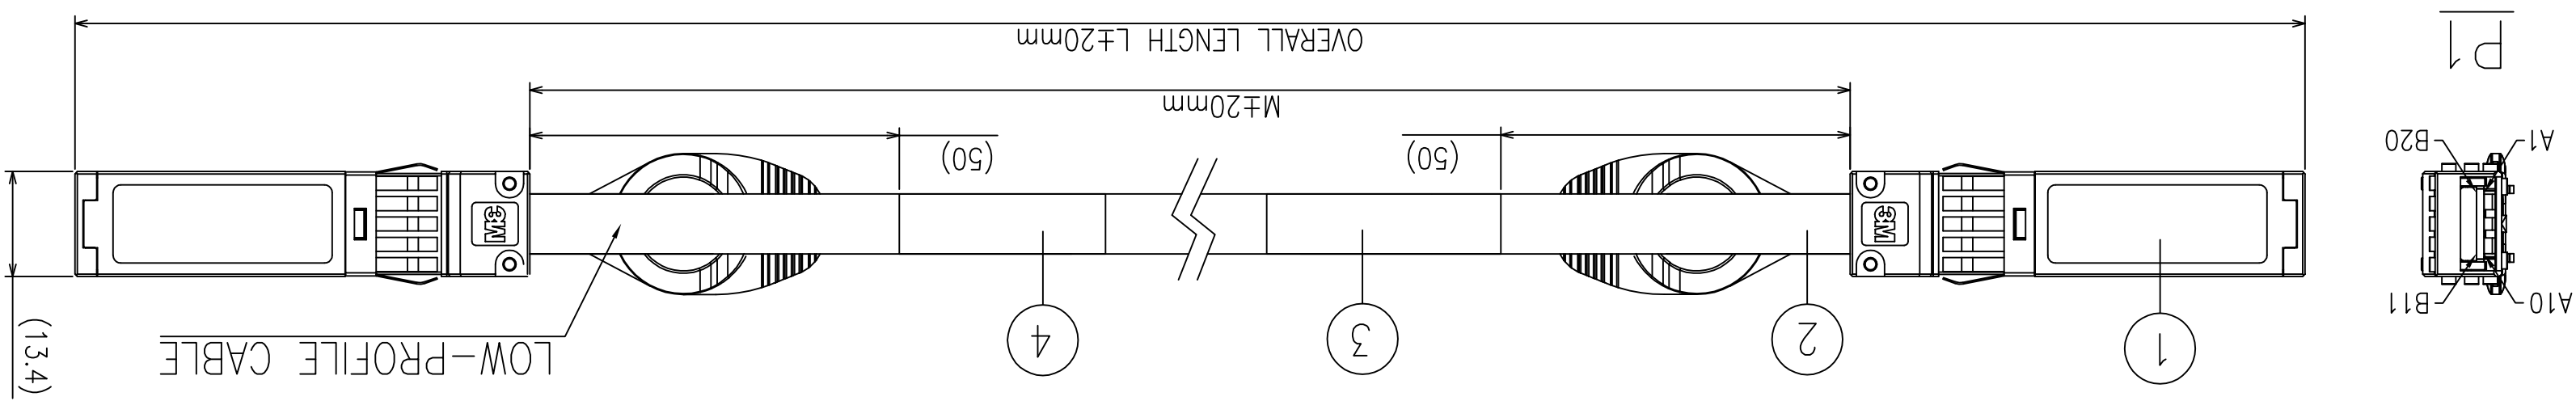 1
2
3
4
LOW-PROFILE CABLE
(13.4)
A10
B11
3M
3M
A1
B20
(50)
(50)
M±20mm
P1
OVERALL LENGTH L±20mm